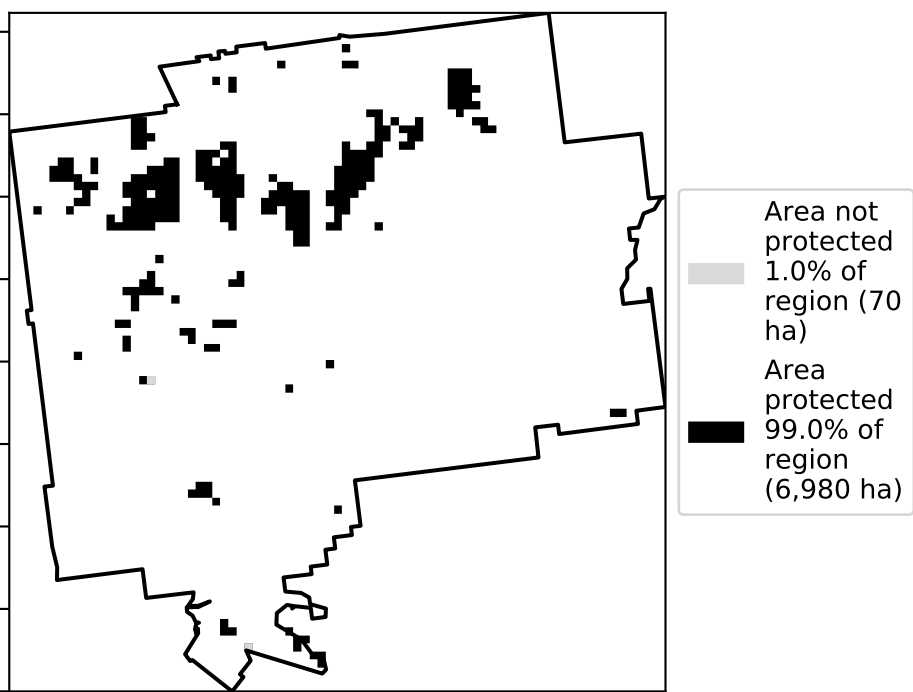 Area not
protected
1.0% of
region (70
ha)
Area
protected
99.0% of
region
(6,980 ha)